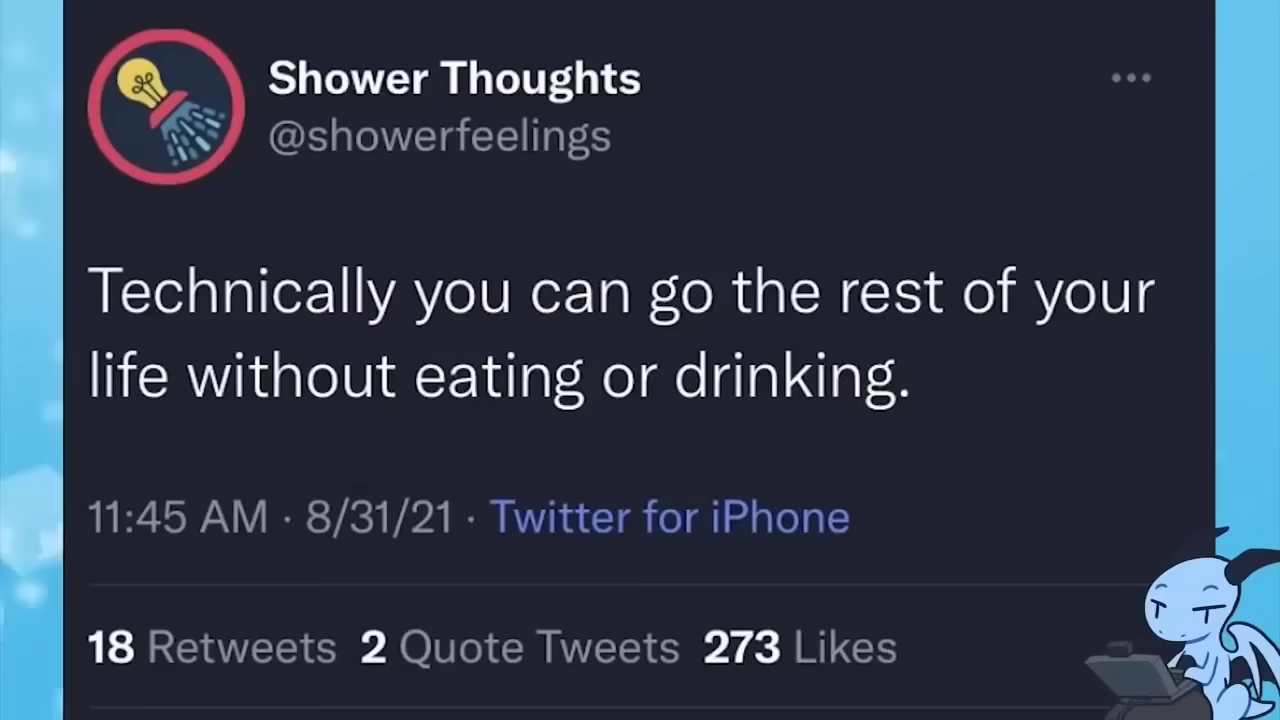 Shower Thoughts
@showerfeelings
Technically you can go the rest of your
life without eating or drinking.
11:45 AM · 8/31/21 · Twitter for iPhone
18 Retweets 2 Quote Tweets 273 Likes